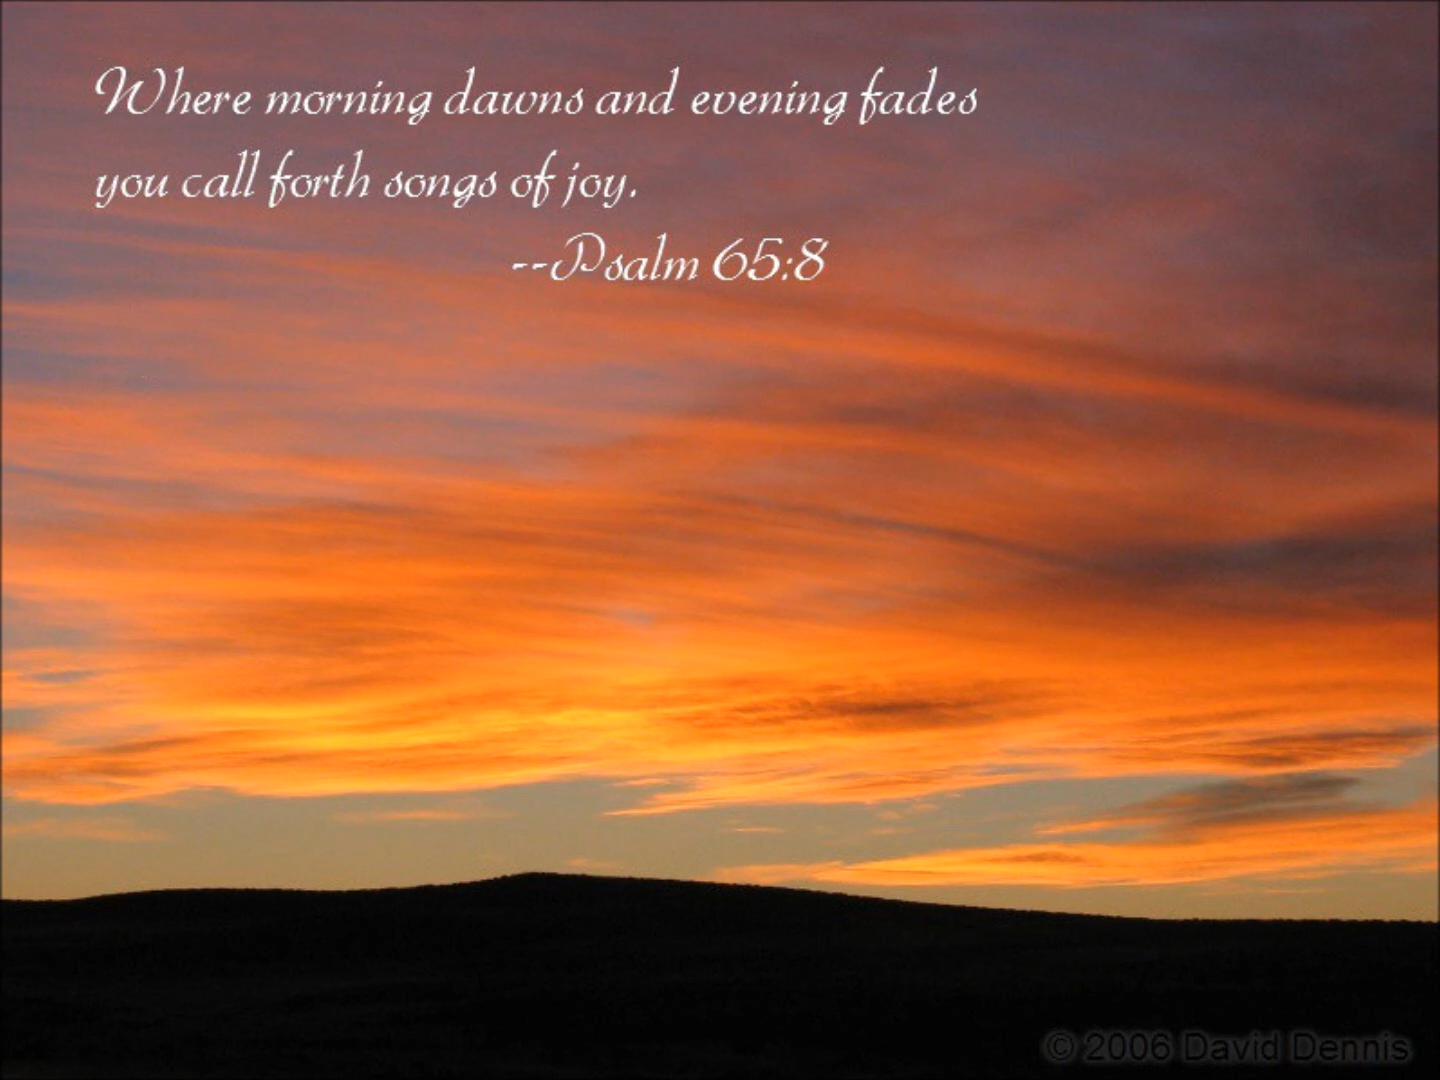 Where morning dawns and evening fades
you call forth songs of joy.
--Psalm 65:8
© 2006 David Dennis